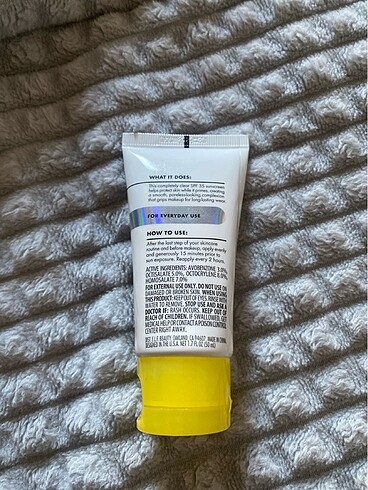 WHAT IT DOES:
This completely clear SPF 35 sunscreen
helps protect skin while it primes, creating
a smooth, poreless-looking complexion
that grips makeup for long-lasting wear.
FOR EVERYDAY USE
HOW TO USE:
After the last step of your skincare
routine and before makeup, apply evenly
and generously 15 minutes prior to
sun exposure. Reapply every 2 hours.
ACTIVE INGREDIENTS: AVOBENZONE 3.0%,
OCTISALATE 5.0%, OCTOCRYLENE 8.0%,
HOMOSALATE 7.0%
FOR EXTERNAL USE ONLY. DO NOT USE ON
DAMAGED OR BROKEN SKIN. WHEN USING
THIS PRODUCT: KEEP OUT OF EYES. RINSE WITH
WATER TO REMOVE. STOP USE AND ASK A
DOCTOR IF: RASH OCCURS. KEEP OUT OF
REACH OF CHILDREN. IF SWALLOWED, GET
MEDICAL HELP OR CONTACT A POISON CONTROL
CENTER RIGHT AWAY.
DIST. E.L.F. BEAUTY, OAKLAND, CA 94607. MADE IN CHINA.
DESIGNED IN THE U.S.A. NET 1.7 FL OZ (50 mL)